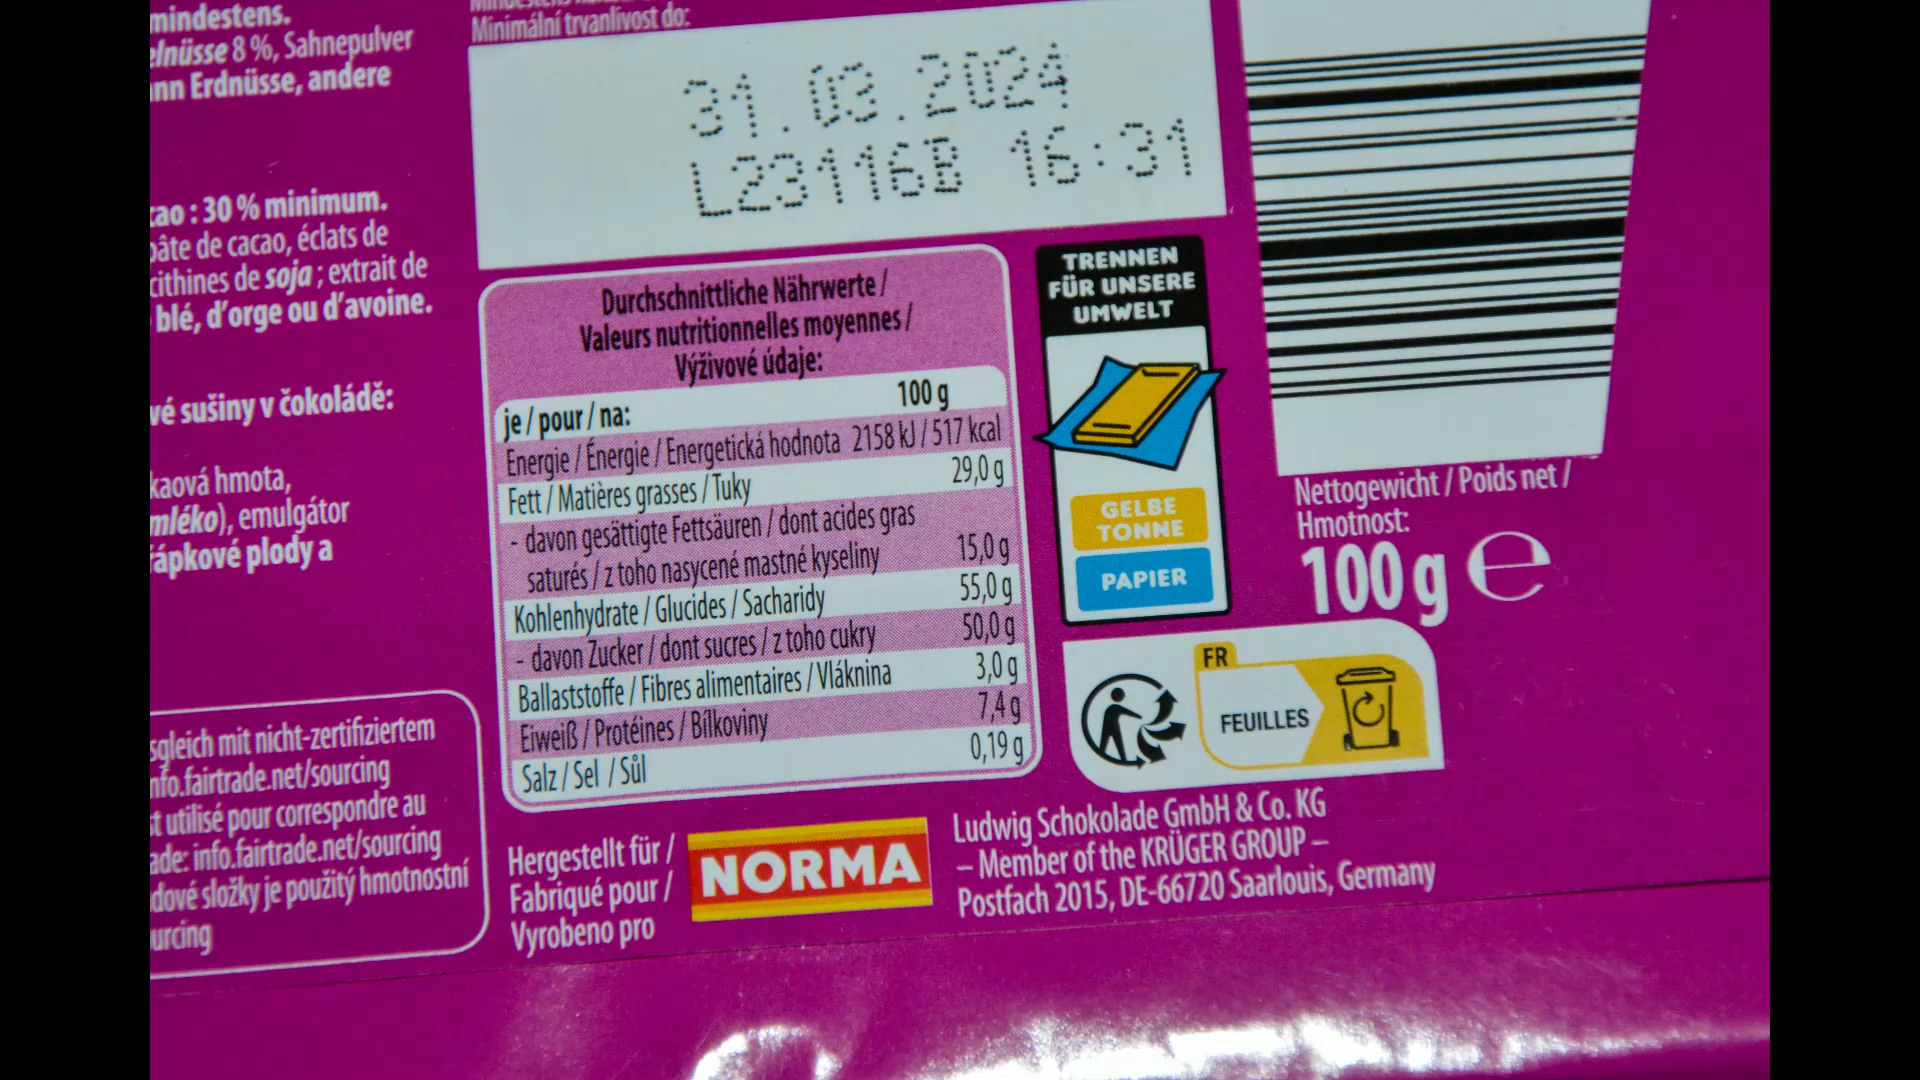 mindestens.
elnüsse 8 %, Sahnepulver
ann Erdnüsse, andere
cao : 30 % minimum.
pâte de cacao, éclats de
cithines de soja ; extrait de
blé, d'orge ou d'avoine.
vé sušiny v čokoládě:
kaová hmota,
mléko), emulgátor
řápkové plody a
sgleich mit nicht-zertifiziertem
nfo.fairtrade.net/sourcing
st utilisé pour correspondre au
ade: info.fairtrade.net/sourcing
dové složky je použitý hmotnostní
urcing
Minimální trvanlivost do:
31.03.2024
L23116B 16:31
Durchschnittliche Nährwerte /
Valeurs nutritionnelles moyennes /
Výživové údaje:
je / pour / na: 100 g
Energie / Énergie / Energetická hodnota 2158 kJ / 517 kcal
Fett / Matières grasses / Tuky 29,0 g
- davon gesättigte Fettsäuren / dont acides gras
saturés / z toho nasycené mastné kyseliny 15,0 g
Kohlenhydrate / Glucides / Sacharidy 55,0 g
- davon Zucker / dont sucres / z toho cukry 50,0 g
Ballaststoffe / Fibres alimentaires / Vláknina 3,0 g
Eiweiß / Protéines / Bílkoviny 7,4 g
Salz / Sel / Sůl 0,19 g
TRENNEN
FÜR UNSERE
UMWELT
GELBE
TONNE
PAPIER
Nettogewicht / Poids net /
Hmotnost:
100 g ℮
FR
FEUILLES
Hergestellt für /
Fabriqué pour /
Vyrobeno pro
NORMA
Ludwig Schokolade GmbH & Co. KG
– Member of the KRÜGER GROUP –
Postfach 2015, DE-66720 Saarlouis, Germany